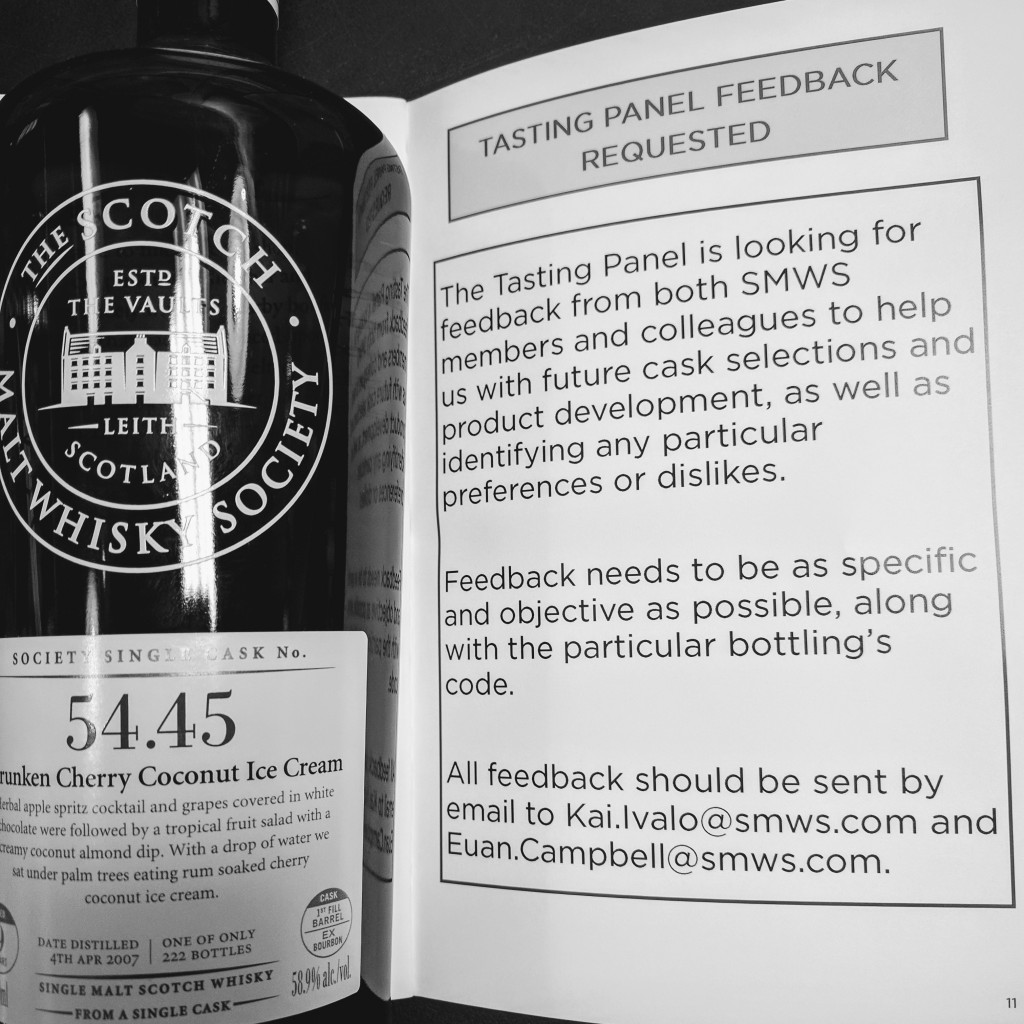 THE SCOTCH
MALT WHISKY SOCIETY
ESTD
THE VAULTS
LEITH
SCOTLAND
SOCIETY SINGLE CASK No.
54.45
Cherry Coconut Ice Cream
apple spritz cocktail and grapes covered in white
were followed by a tropical fruit salad with a
coconut almond dip. With a drop of water we
sat under palm trees eating rum soaked cherry
coconut ice cream.
CASK
1ST FILL
BARREL
EX
BOURBON
DATE DISTILLED
4TH APR 2007
ONE OF ONLY
222 BOTTLES
58.9% alc./vol.
SINGLE MALT SCOTCH WHISKY
FROM A SINGLE CASK
TASTING PANEL FEEDBACK
REQUESTED
The Tasting Panel is looking for
feedback from both SMWS
members and colleagues to help
us with future cask selections and
product development, as well as
identifying any particular
preferences or dislikes.
Feedback needs to be as specific
and objective as possible, along
with the particular bottling's
code.
All feedback should be sent by
email to Kai.Ivalo@smws.com and
Euan.Campbell@smws.com.
11